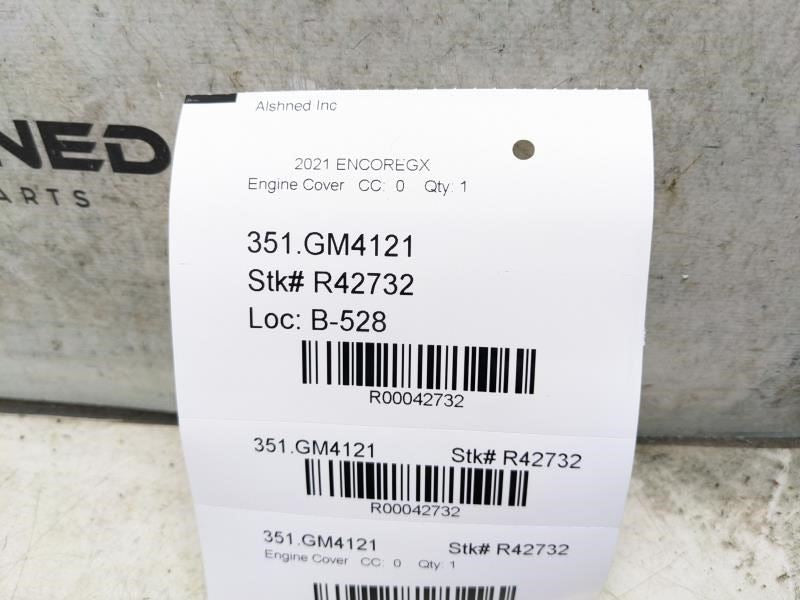 NED
ARTS
Alshned Inc
2021 ENCOREGX
Engine Cover CC: 0 Qty: 1
351.GM4121
Stk# R42732
Loc: B-528
R00042732
351.GM4121 Stk# R42732
R00042732
351.GM4121 Stk# R42732
Engine Cover CC: 0 Qty: 1